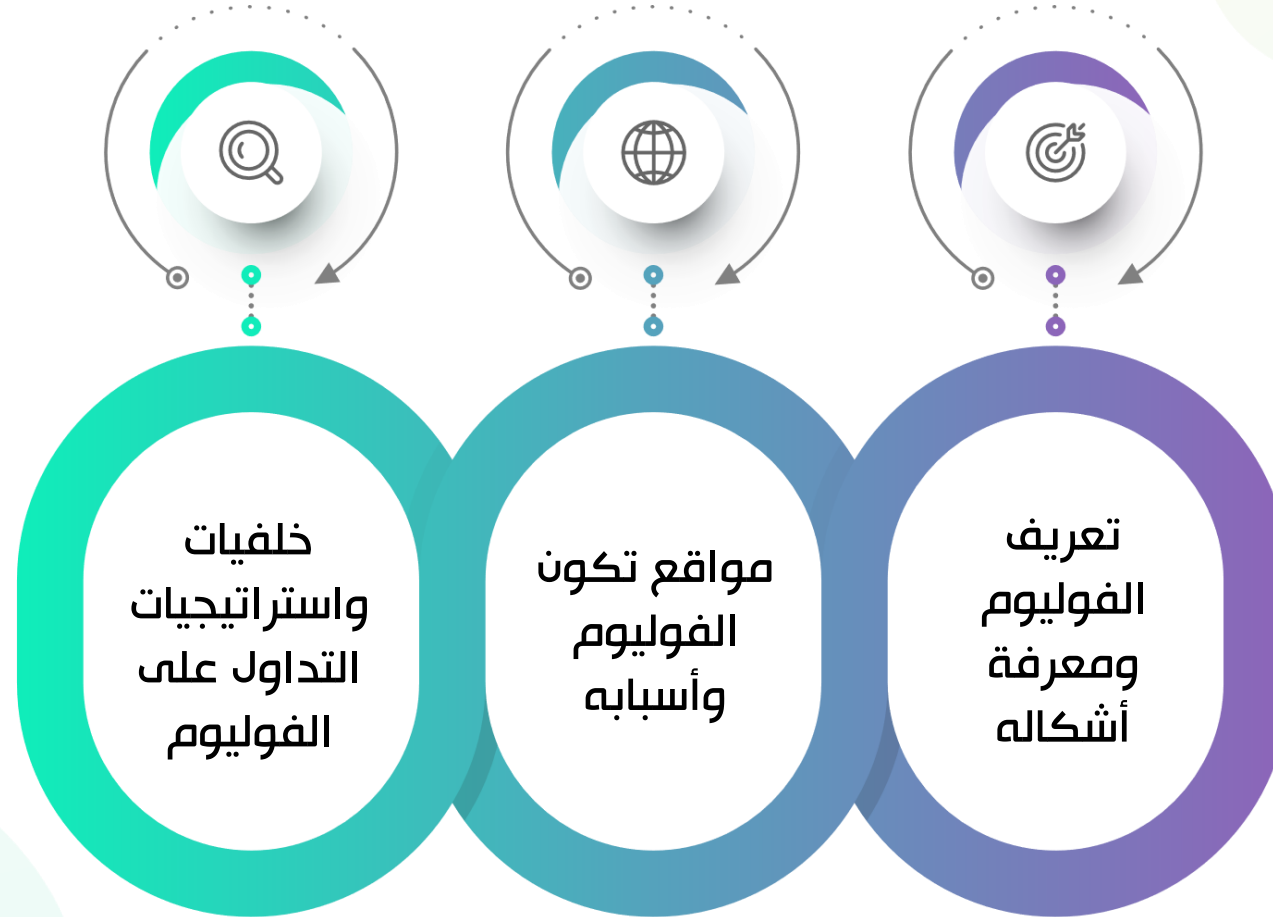 تعريف
الفوليوم
ومعرفة
أشكاله
مواقع تكون
الفوليوم
وأسبابه
خلفيات
واستراتيجيات
التداول على
الفوليوم